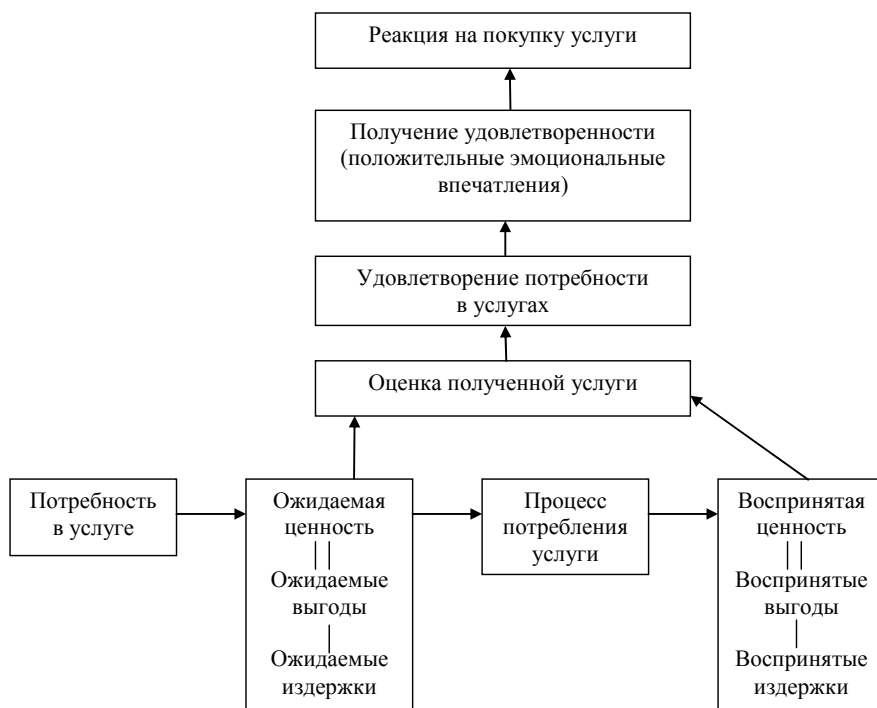 Реакция на покупку услуги
Получение удовлетворенности
(положительные эмоциональные
впечатления)
Удовлетворение потребности
в услугах
Оценка полученной услуги
Потребность
в услуге
Ожидаемая
ценность
Ожидаемые
выгоды
Ожидаемые
издержки
Процесс
потребления
услуги
Воспринятая
ценность
Воспринятые
выгоды
Воспринятые
издержки